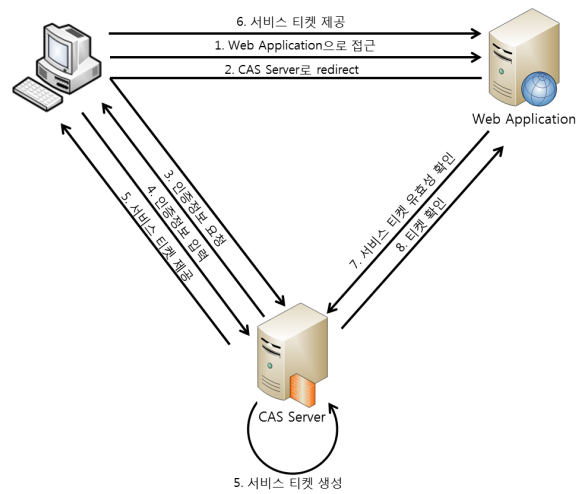 6. 서비스 티켓 제공
1. Web Application으로 접근
2. CAS Server로 redirect
Web Application
3. 인증정보 요청
4. 인증정보 입력
5. 서비스 티켓 제공
7. 서비스 티켓 유효성 확인
8. 티켓 확인
CAS Server
5. 서비스 티켓 생성